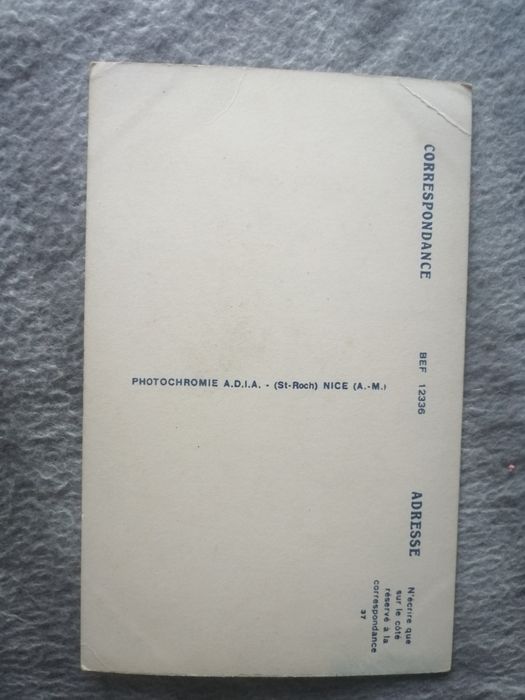 CORRESPONDANCE
BEF 12336
ADRESSE
N'écrire que
sur le côté
réservé à la
correspondance
37
PHOTOCHROMIE A.D.I.A. - (St-Roch) NICE (A.-M.)